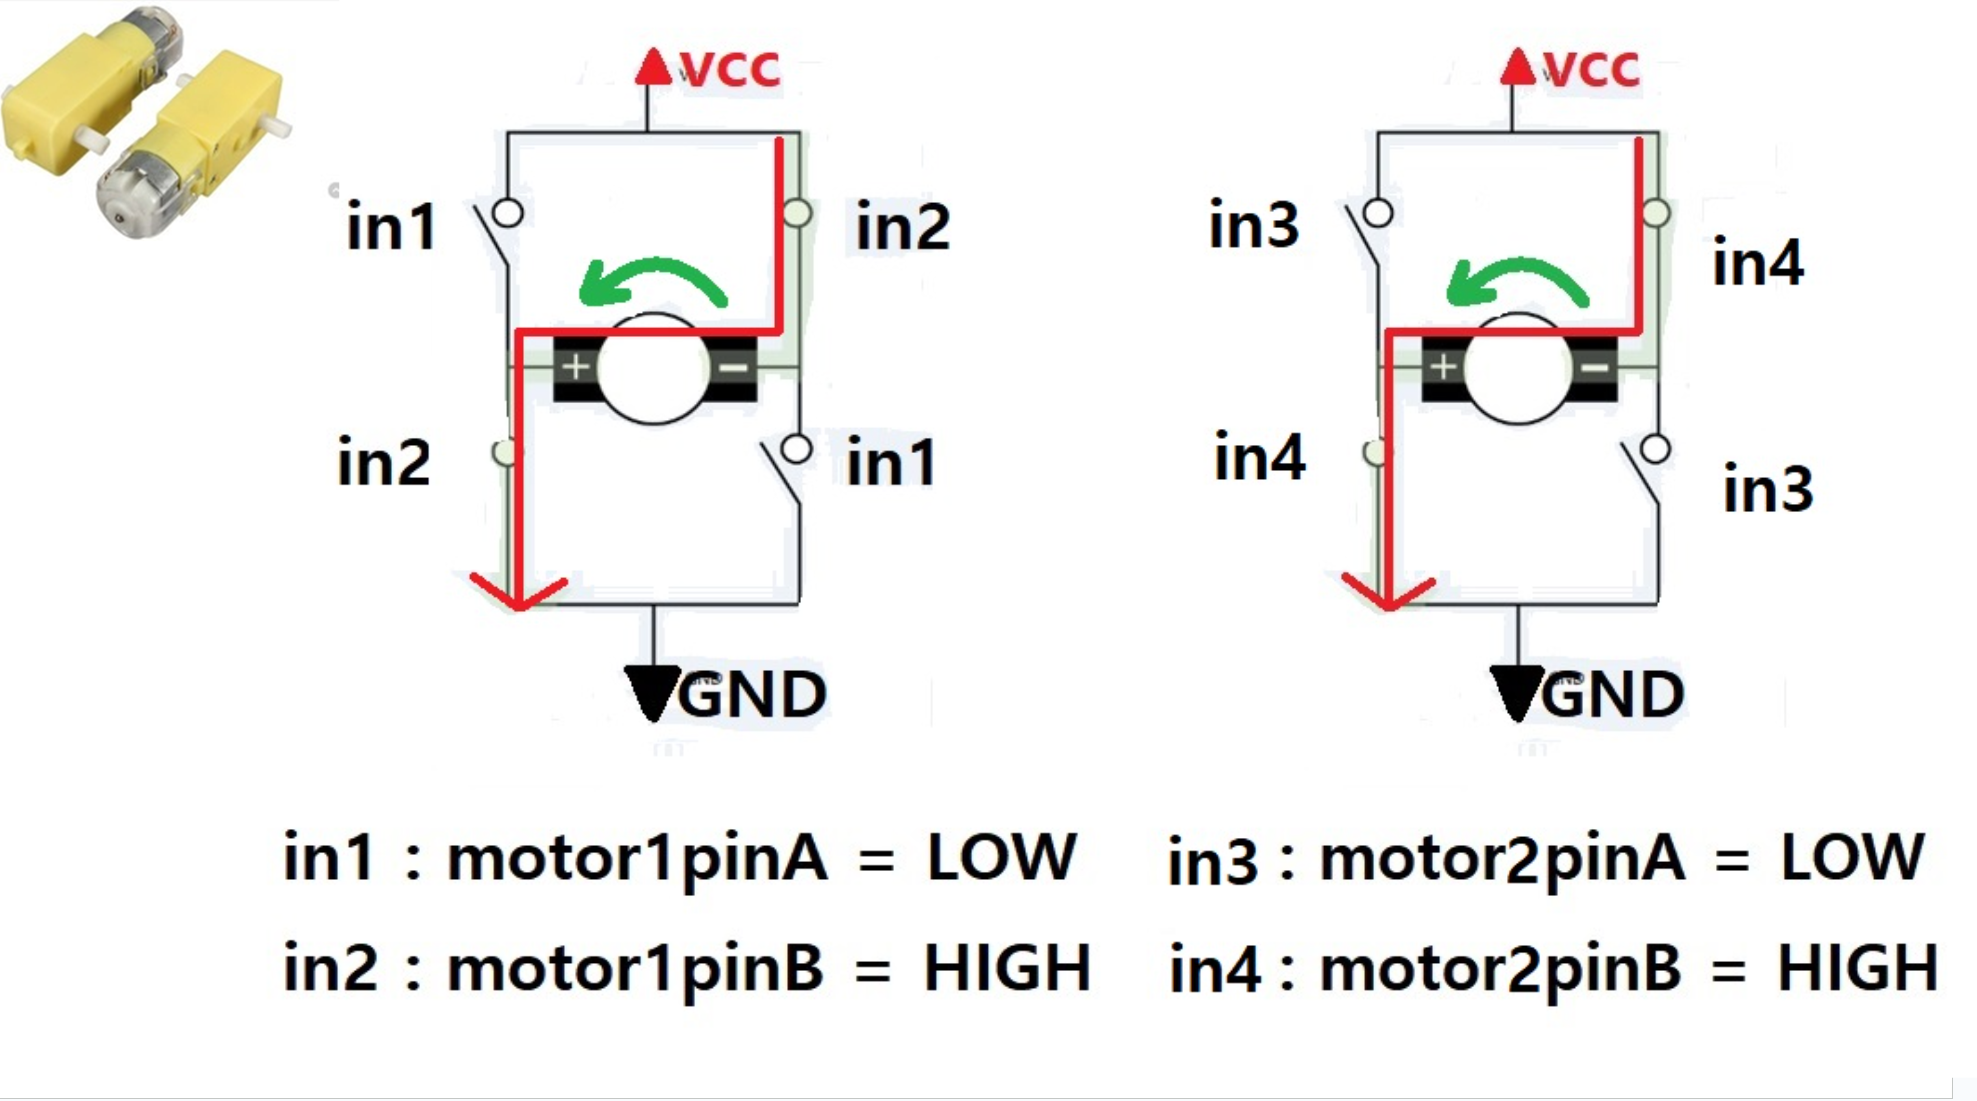 VCC
in1
in2
+
−
in2
in1
GND
VCC
in3
in4
+
−
in4
in3
GND
in1 : motor1pinA = LOW
in2 : motor1pinB = HIGH
in3 : motor2pinA = LOW
in4 : motor2pinB = HIGH